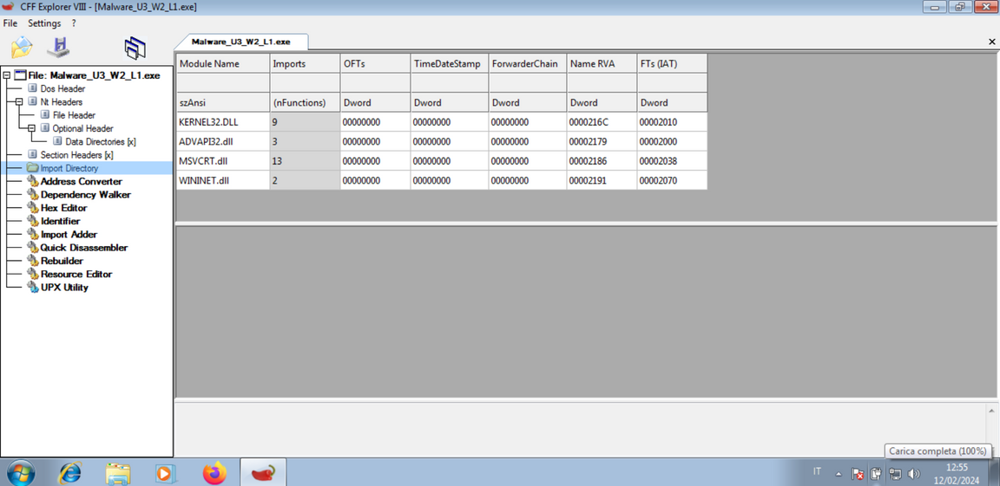 CFF Explorer VIII - [Malware_U3_W2_L1.exe]
File Settings ?
Malware_U3_W2_L1.exe
File: Malware_U3_W2_L1.exe
Dos Header
Nt Headers
File Header
Optional Header
Data Directories [x]
Section Headers [x]
Import Directory
Address Converter
Dependency Walker
Hex Editor
Identifier
Import Adder
Quick Disassembler
Rebuilder
Resource Editor
UPX Utility
Module Name Imports OFTs TimeDateStamp ForwarderChain Name RVA FTs (IAT)
szAnsi (nFunctions) Dword Dword Dword Dword Dword
KERNEL32.DLL 9 00000000 00000000 00000000 0000216C 00002010
ADVAPI32.dll 3 00000000 00000000 00000000 00002179 00002000
MSVCRT.dll 13 00000000 00000000 00000000 00002186 00002038
WININET.dll 2 00000000 00000000 00000000 00002191 00002070
Carica completa (100%)
IT
12:55
12/02/2024